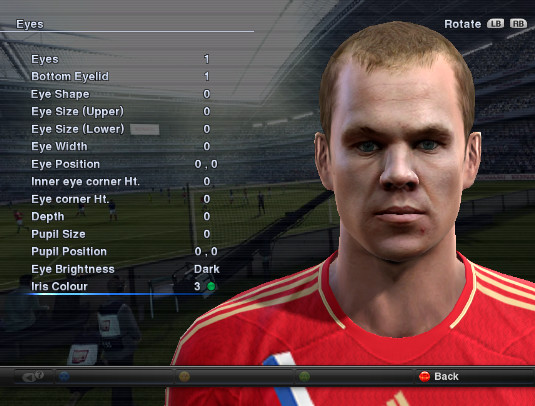 Eyes
Rotate LB RB
Eyes 1
Bottom Eyelid 1
Eye Shape 0
Eye Size (Upper) 0
Eye Size (Lower) 0
Eye Width 0
Eye Position 0 , 0
Inner eye corner Ht. 0
Eye corner Ht. 0
Depth 0
Pupil Size 0
Pupil Position 0 , 0
Eye Brightness Dark
Iris Colour 3
Back